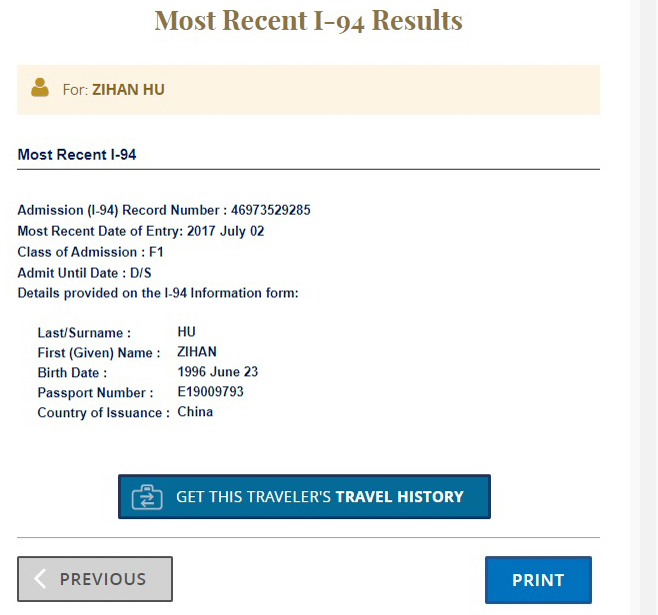 Most Recent I-94 Results
For: ZIHAN HU
Most Recent I-94
Admission (I-94) Record Number : 46973529285
Most Recent Date of Entry: 2017 July 02
Class of Admission : F1
Admit Until Date : D/S
Details provided on the I-94 Information form:
Last/Surname : HU
First (Given) Name : ZIHAN
Birth Date : 1996 June 23
Passport Number : E19009793
Country of Issuance : China
GET THIS TRAVELER'S TRAVEL HISTORY
PREVIOUS
PRINT